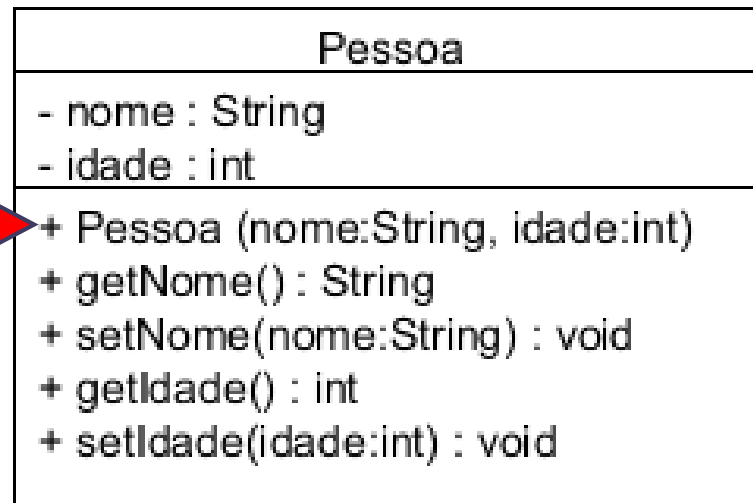 Pessoa
- nome : String
- idade : int
+ Pessoa (nome:String, idade:int)
+ getNome() : String
+ setNome(nome:String) : void
+ getIdade() : int
+ setIdade(idade:int) : void